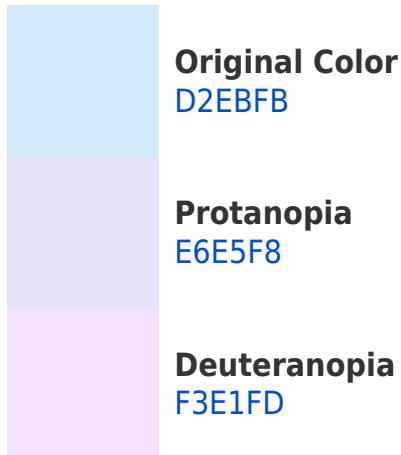 Original Color
D2EBFB
Protanopia
E6E5F8
Deuteranopia
F3E1FD